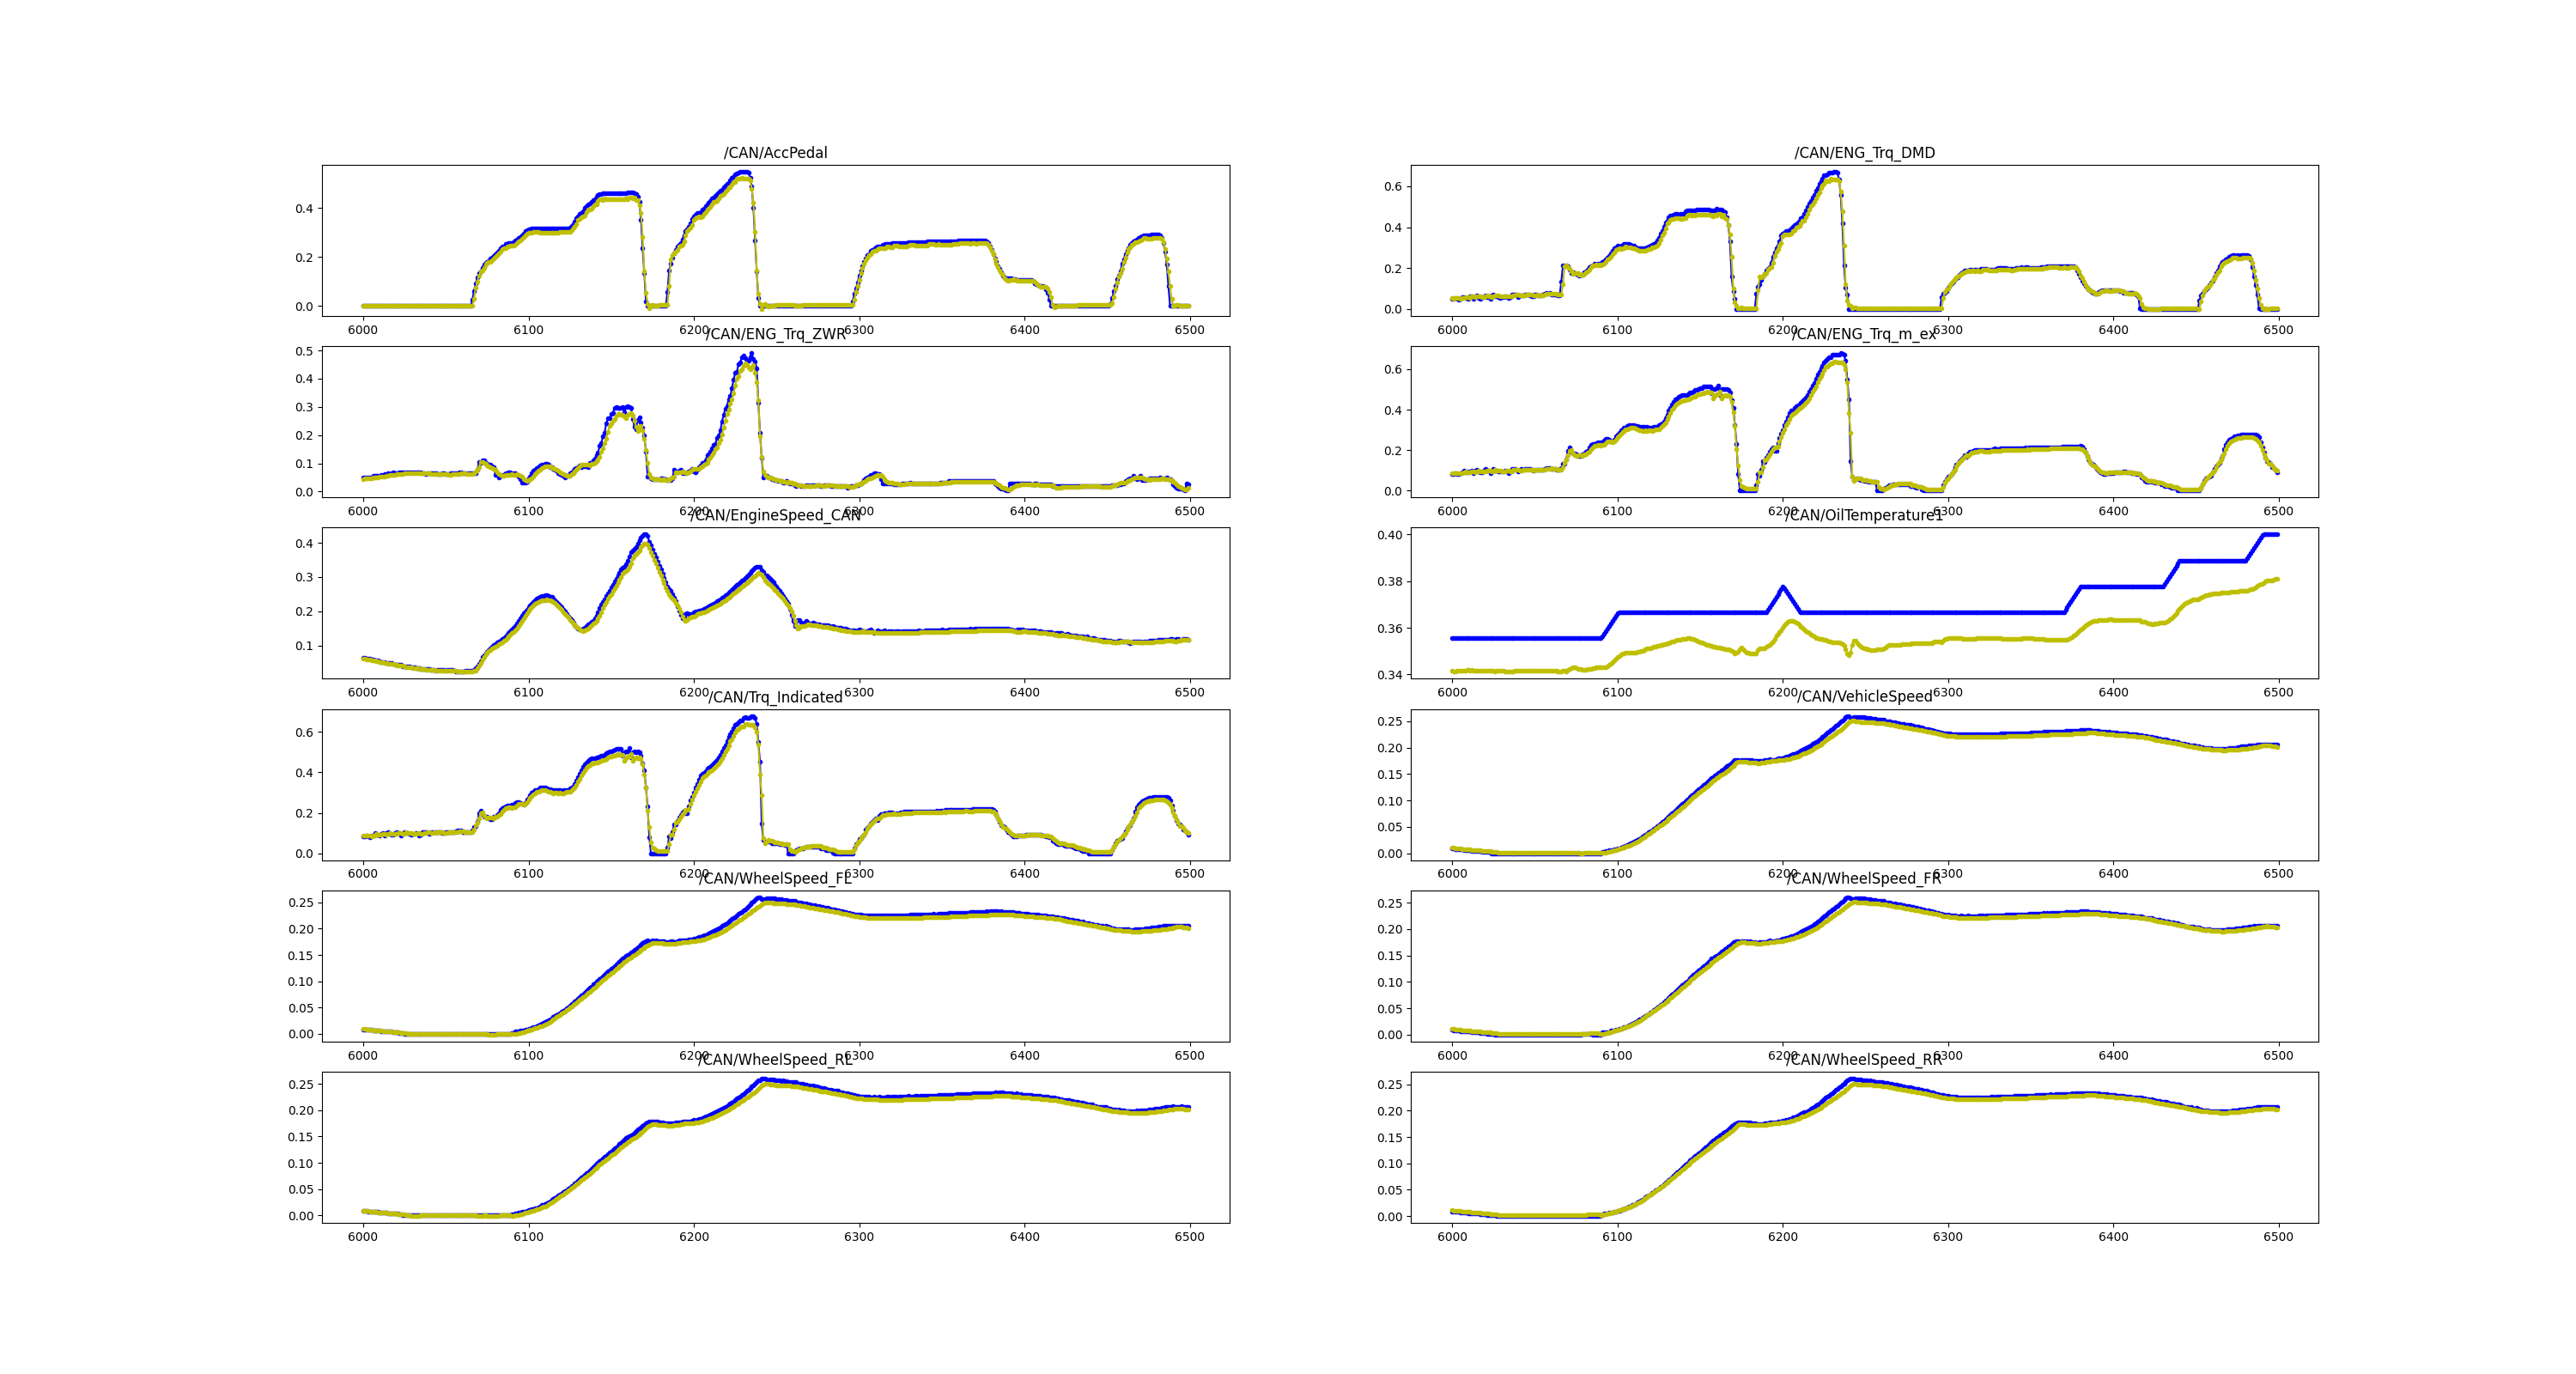 /CAN/AccPedal
0.4
0.2
0.0
6000 6100 6200 6300 6400 6500
/CAN/ENG_Trq_DMD
0.6
0.4
0.2
0.0
6000 6100 6200 6300 6400 6500
/CAN/ENG_Trq_ZWR
0.5
0.4
0.3
0.2
0.1
0.0
6000 6100 6200 6300 6400 6500
/CAN/ENG_Trq_m_ex
0.6
0.4
0.2
0.0
6000 6100 6200 6300 6400 6500
/CAN/EngineSpeed_CAN
0.4
0.3
0.2
0.1
6000 6100 6200 6300 6400 6500
/CAN/OilTemperature1
0.40
0.38
0.36
0.34
6000 6100 6200 6300 6400 6500
/CAN/Trq_Indicated
0.6
0.4
0.2
0.0
6000 6100 6200 6300 6400 6500
/CAN/VehicleSpeed
0.25
0.20
0.15
0.10
0.05
0.00
6000 6100 6200 6300 6400 6500
/CAN/WheelSpeed_FL
0.25
0.20
0.15
0.10
0.05
0.00
6000 6100 6200 6300 6400 6500
/CAN/WheelSpeed_FR
0.25
0.20
0.15
0.10
0.05
0.00
6000 6100 6200 6300 6400 6500
/CAN/WheelSpeed_RL
0.25
0.20
0.15
0.10
0.05
0.00
6000 6100 6200 6300 6400 6500
/CAN/WheelSpeed_RR
0.25
0.20
0.15
0.10
0.05
0.00
6000 6100 6200 6300 6400 6500